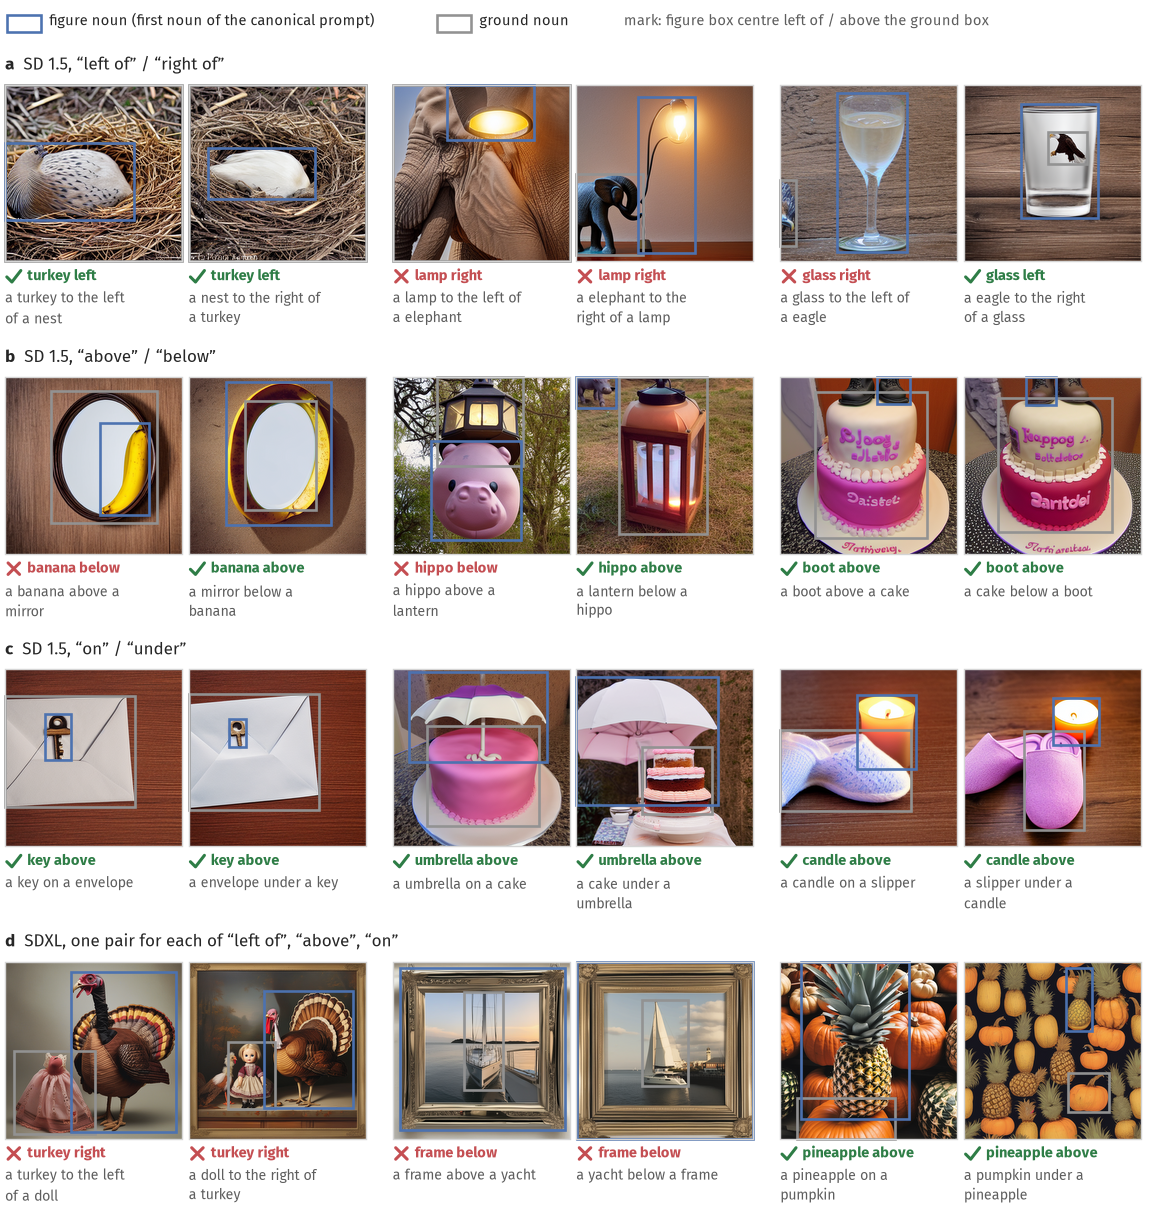 figure noun (first noun of the canonical prompt)
ground noun
mark: figure box centre left of / above the ground box
a SD 1.5, “left of” / “right of”
turkey left
a turkey to the left
of a nest
turkey left
a nest to the right of
a turkey
lamp right
a lamp to the left of
a elephant
lamp right
a elephant to the
right of a lamp
glass right
a glass to the left of
a eagle
glass left
a eagle to the right
of a glass
b SD 1.5, “above” / “below”
banana below
a banana above a
mirror
banana above
a mirror below a
banana
hippo below
a hippo above a
lantern
hippo above
a lantern below a
hippo
boot above
a boot above a cake
boot above
a cake below a boot
c SD 1.5, “on” / “under”
key above
a key on a envelope
key above
a envelope under a key
umbrella above
a umbrella on a cake
umbrella above
a cake under a
umbrella
candle above
a candle on a slipper
candle above
a slipper under a
candle
d SDXL, one pair for each of “left of”, “above”, “on”
turkey right
a turkey to the left
of a doll
turkey right
a doll to the right of
a turkey
frame below
a frame above a yacht
frame below
a yacht below a frame
pineapple above
a pineapple on a
pumpkin
pineapple above
a pumpkin under a
pineapple